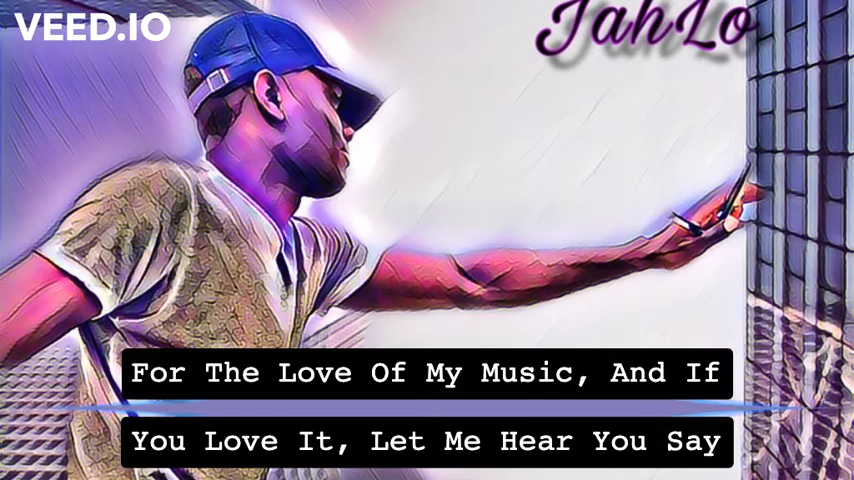 VEED.IO
JahLo
For The Love Of My Music, And If
You Love It, Let Me Hear You Say